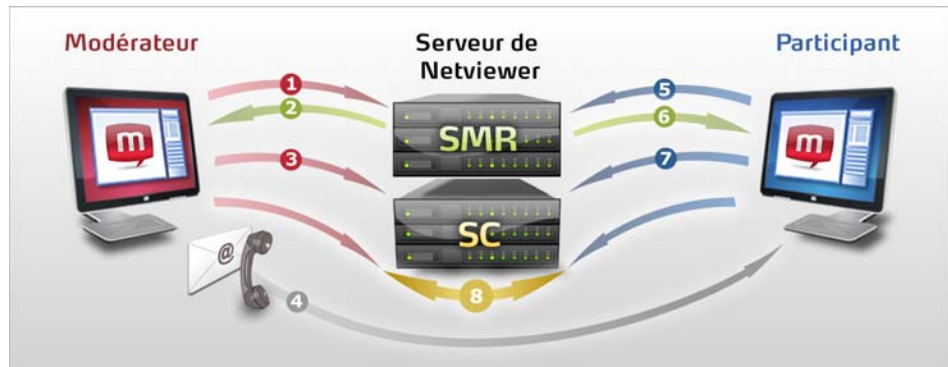 Modérateur
Serveur de
Netviewer
Participant
1
2
5
6
SMR
m
m
3
7
SC
@
4
8